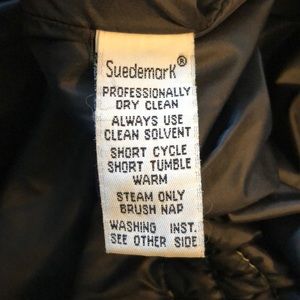 Suedemark®
PROFESSIONALLY
DRY CLEAN
ALWAYS USE
CLEAN SOLVENT
SHORT CYCLE
SHORT TUMBLE
WARM
STEAM ONLY
BRUSH NAP
WASHING INST.
SEE OTHER SIDE